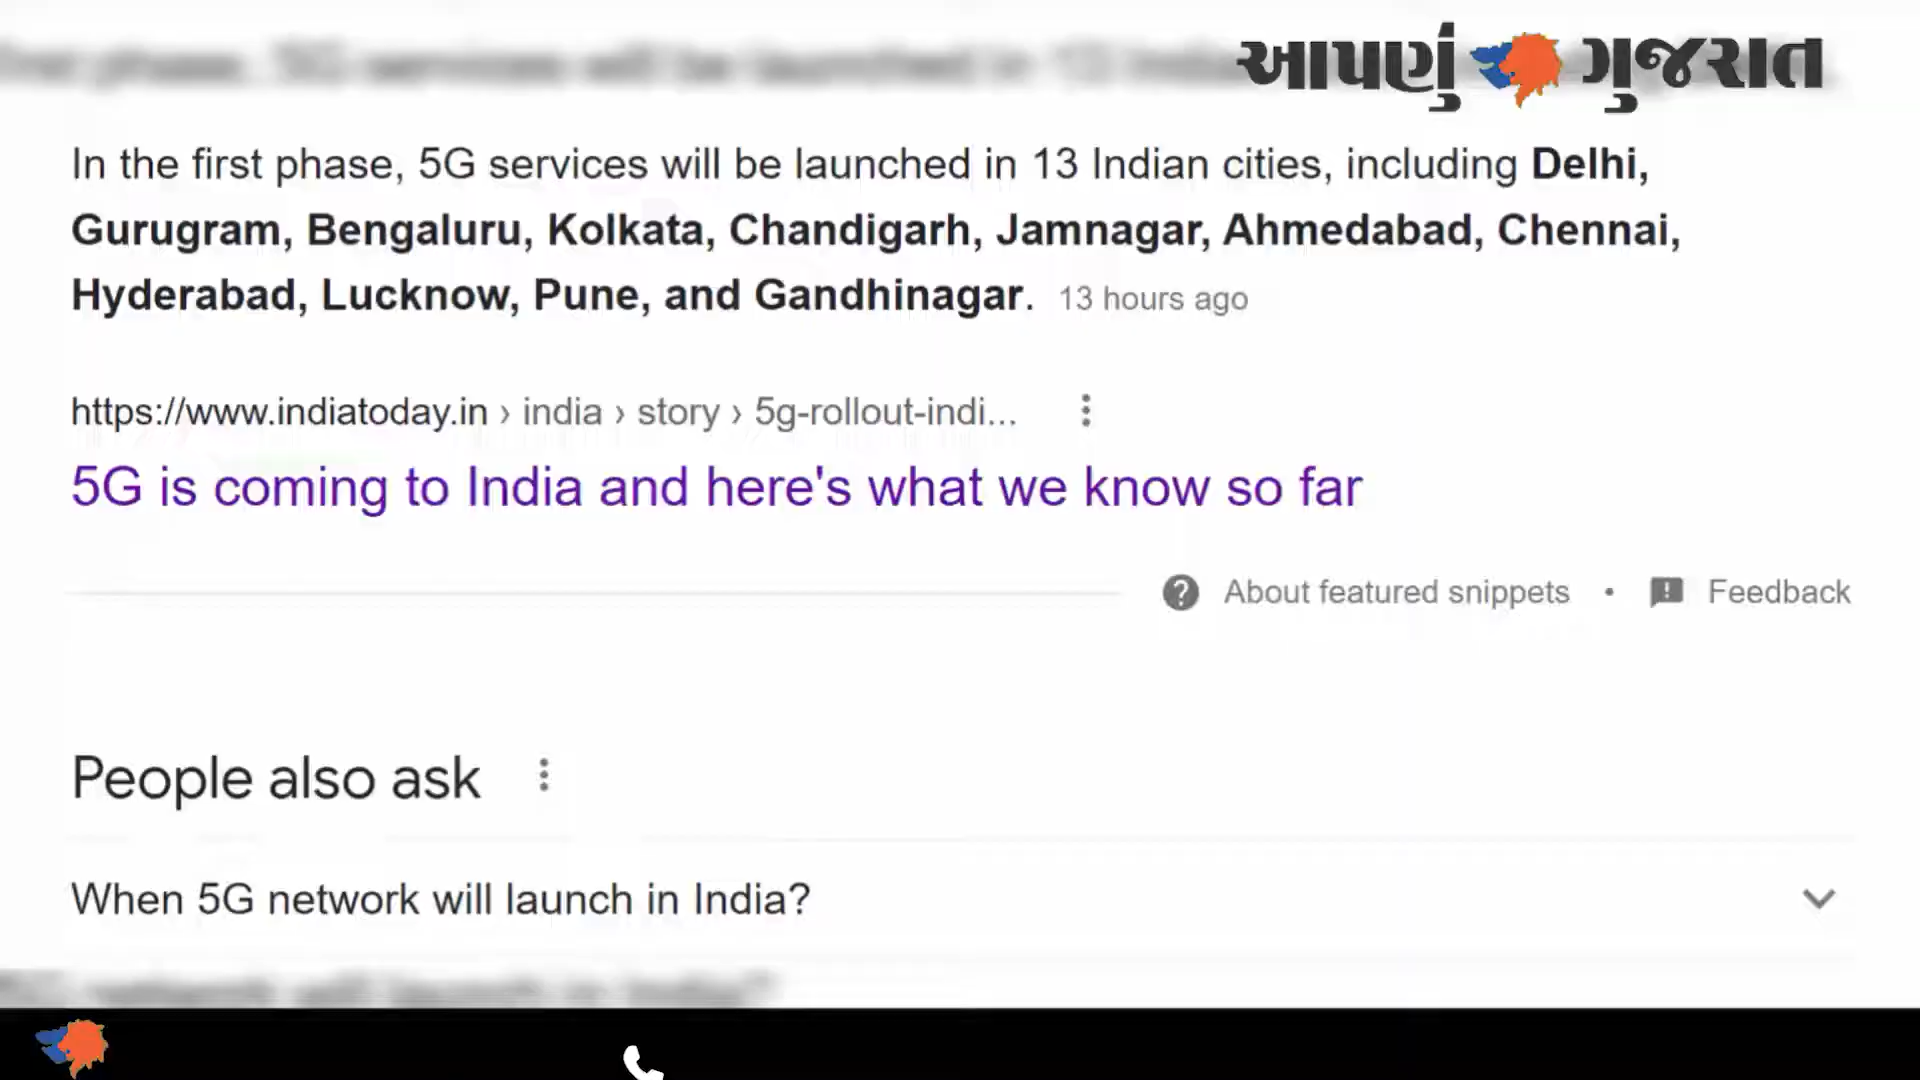 આપણું ગુજરાત
In the first phase, 5G services will be launched in 13 Indian cities, including Delhi,
Gurugram, Bengaluru, Kolkata, Chandigarh, Jamnagar, Ahmedabad, Chennai,
Hyderabad, Lucknow, Pune, and Gandhinagar. 13 hours ago
https://www.indiatoday.in › india › story › 5g-rollout-indi...
5G is coming to India and here's what we know so far
About featured snippets • Feedback
People also ask
When 5G network will launch in India?